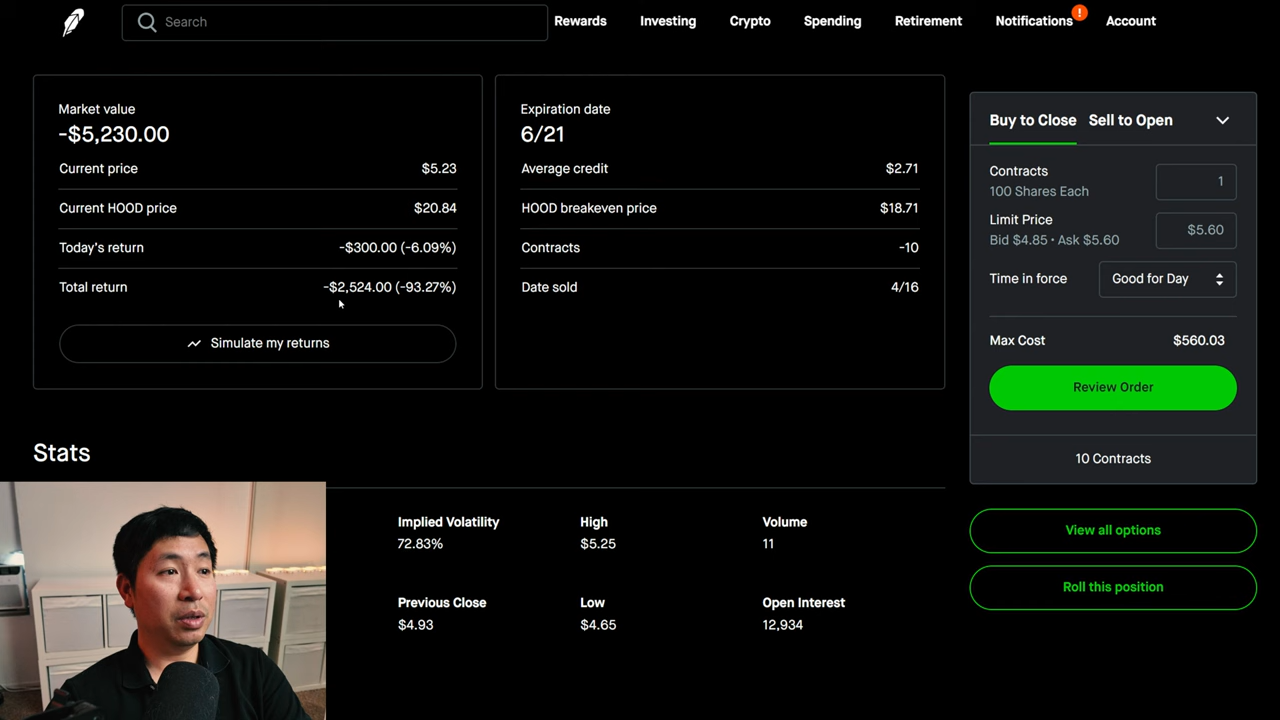 Search
Rewards
Investing
Crypto
Spending
Retirement
Notifications
!
Account
Market value
-$5,230.00
Current price
$5.23
Current HOOD price
$20.84
Today's return
-$300.00 (-6.09%)
Total return
-$2,524.00 (-93.27%)
Simulate my returns
Expiration date
6/21
Average credit
$2.71
HOOD breakeven price
$18.71
Contracts
-10
Date sold
4/16
Buy to Close
Sell to Open
Contracts
1
100 Shares Each
Limit Price
$5.60
Bid $4.85 • Ask $5.60
Time in force
Good for Day
Max Cost
$560.03
Review Order
10 Contracts
View all options
Roll this position
Stats
Implied Volatility
72.83%
High
$5.25
Volume
11
Previous Close
$4.93
Low
$4.65
Open Interest
12,934